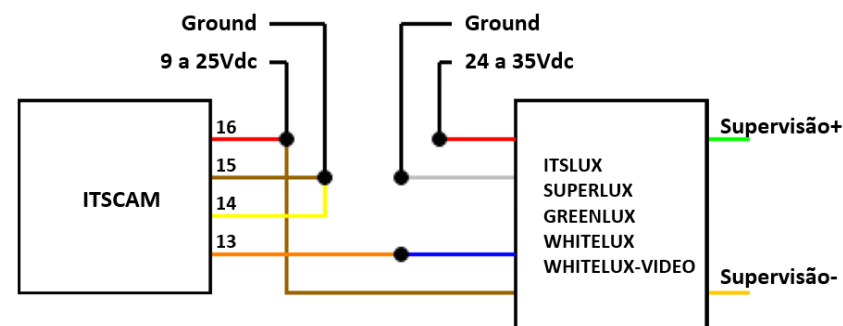 Ground
Ground
9 a 25Vdc
24 a 35Vdc
16
15
14
13
ITSCAM
ITSLUX
SUPERLUX
GREENLUX
WHITELUX
WHITELUX-VIDEO
Supervisão+
Supervisão-